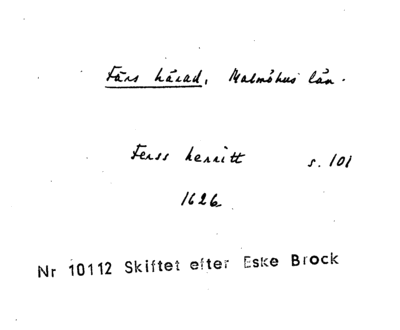 Färs härad, Malmöhus län.
Ferss herritt s. 101
1626
Nr 10112 Skiftet efter Eske Brock